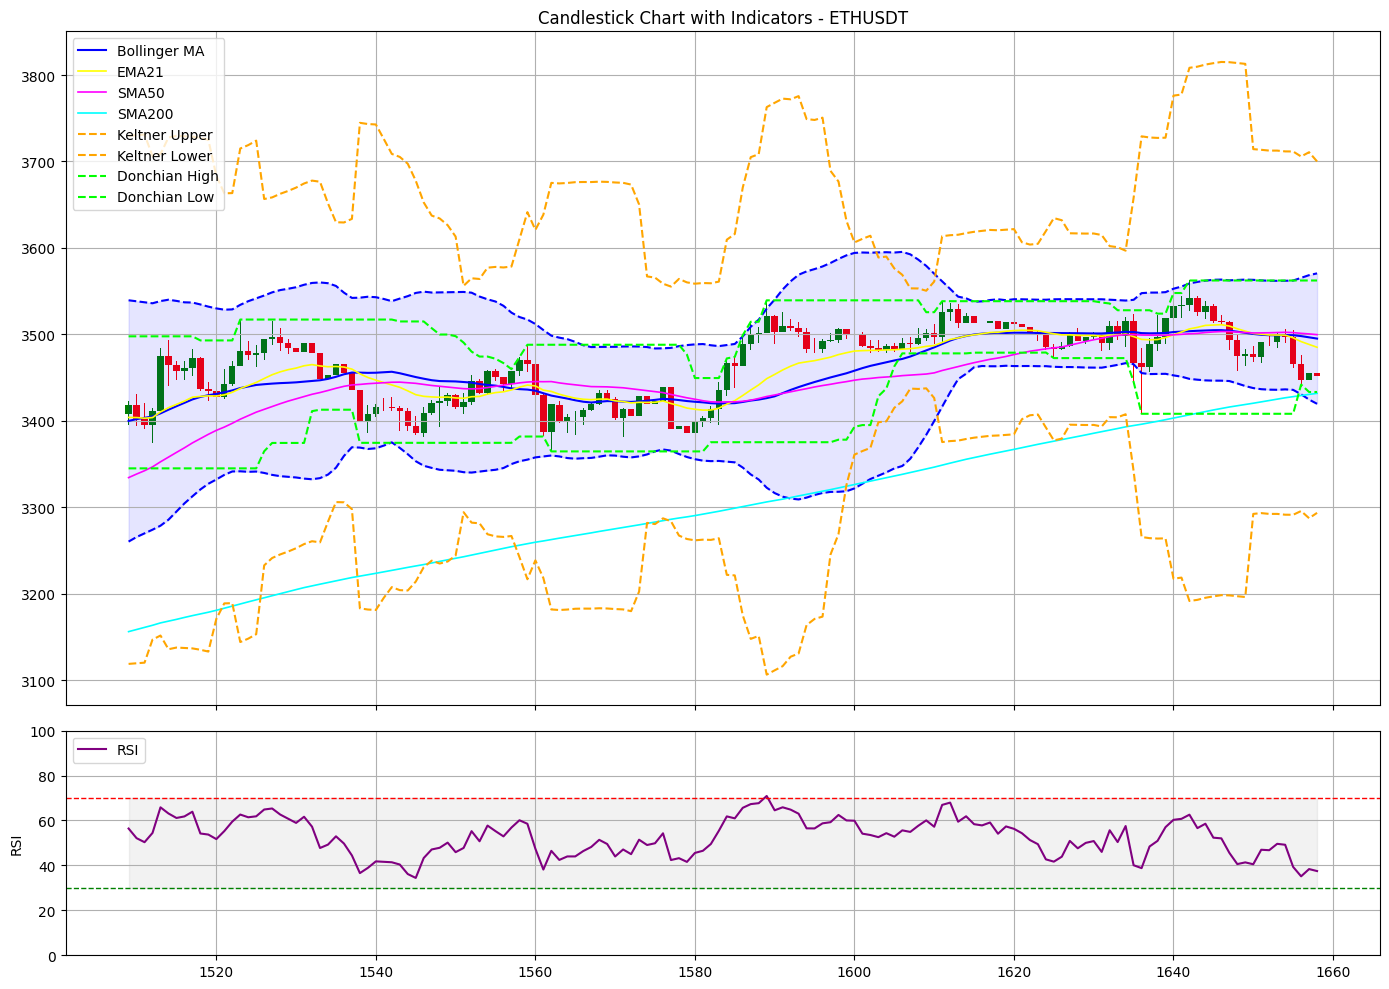 Candlestick Chart with Indicators - ETHUSDT
Bollinger MA
EMA21
SMA50
SMA200
Keltner Upper
Keltner Lower
Donchian High
Donchian Low
3800
3700
3600
3500
3400
3300
3200
3100
RSI
100
80
60
40
20
0
RSI
1520
1540
1560
1580
1600
1620
1640
1660